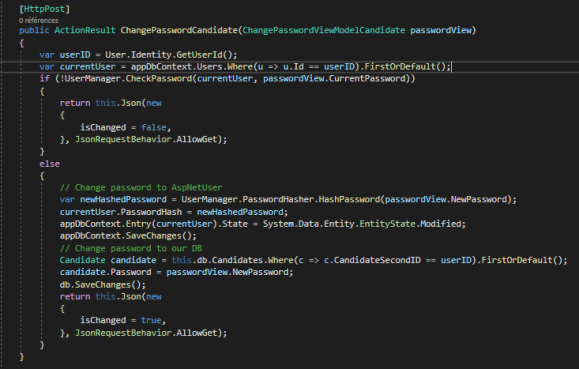 [HttpPost]
0 références
public ActionResult ChangePasswordCandidate(ChangePasswordViewModelCandidate passwordView)
{
var userID = User.Identity.GetUserId();
var currentUser = appDbContext.Users.Where(u => u.Id == userID).FirstOrDefault();
if (!UserManager.CheckPassword(currentUser, passwordView.CurrentPassword))
{
return this.Json(new
{
isChanged = false,
}, JsonRequestBehavior.AllowGet);
}
else
{
// Change password to AspNetUser
var newHashedPassword = UserManager.PasswordHasher.HashPassword(passwordView.NewPassword);
currentUser.PasswordHash = newHashedPassword;
appDbContext.Entry(currentUser).State = System.Data.Entity.EntityState.Modified;
appDbContext.SaveChanges();
// Change password to our DB
Candidate candidate = this.db.Candidates.Where(c => c.CandidateSecondID == userID).FirstOrDefault();
candidate.Password = passwordView.NewPassword;
db.SaveChanges();
return this.Json(new
{
isChanged = true,
}, JsonRequestBehavior.AllowGet);
}
}